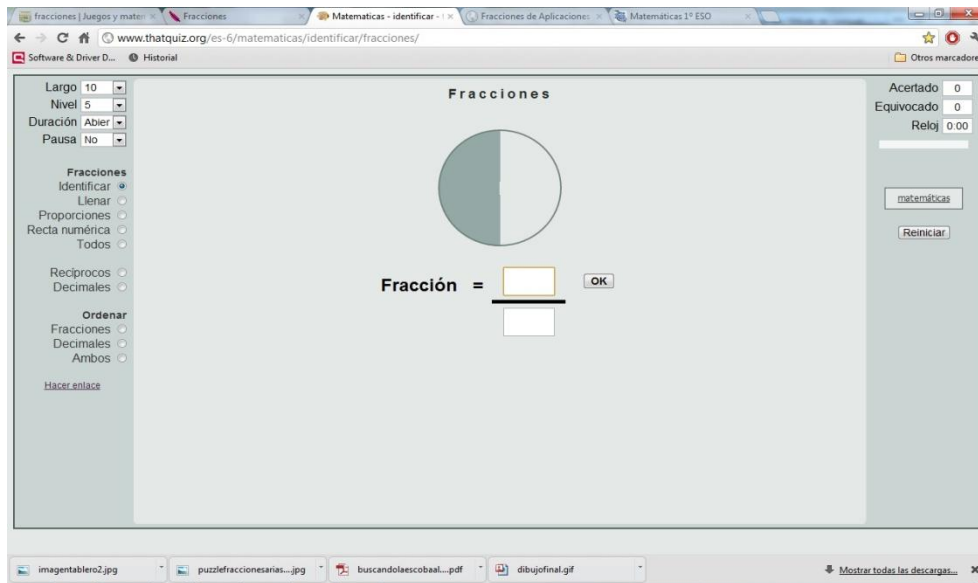 fracciones | Juegos y matem
Fracciones
Matematicas - identificar - f
Fracciones de Aplicaciones
Matemáticas 1º ESO
www.thatquiz.org/es-6/matematicas/identificar/fracciones/
Software & Driver D...
Historial
Otros marcadore
Largo 10
Nivel 5
Duración Abier
Pausa No
Fracciones
Identificar
Llenar
Proporciones
Recta numérica
Todos
Recíprocos
Decimales
Ordenar
Fracciones
Decimales
Ambos
Hacer enlace
Fracciones
Fracción =
OK
Acertado 0
Equivocado 0
Reloj 0:00
matemáticas
Reiniciar
imagentablero2.jpg
puzzlefraccionesarias....jpg
buscandolaescobaal....pdf
dibujofinal.gif
Mostrar todas las descargas...